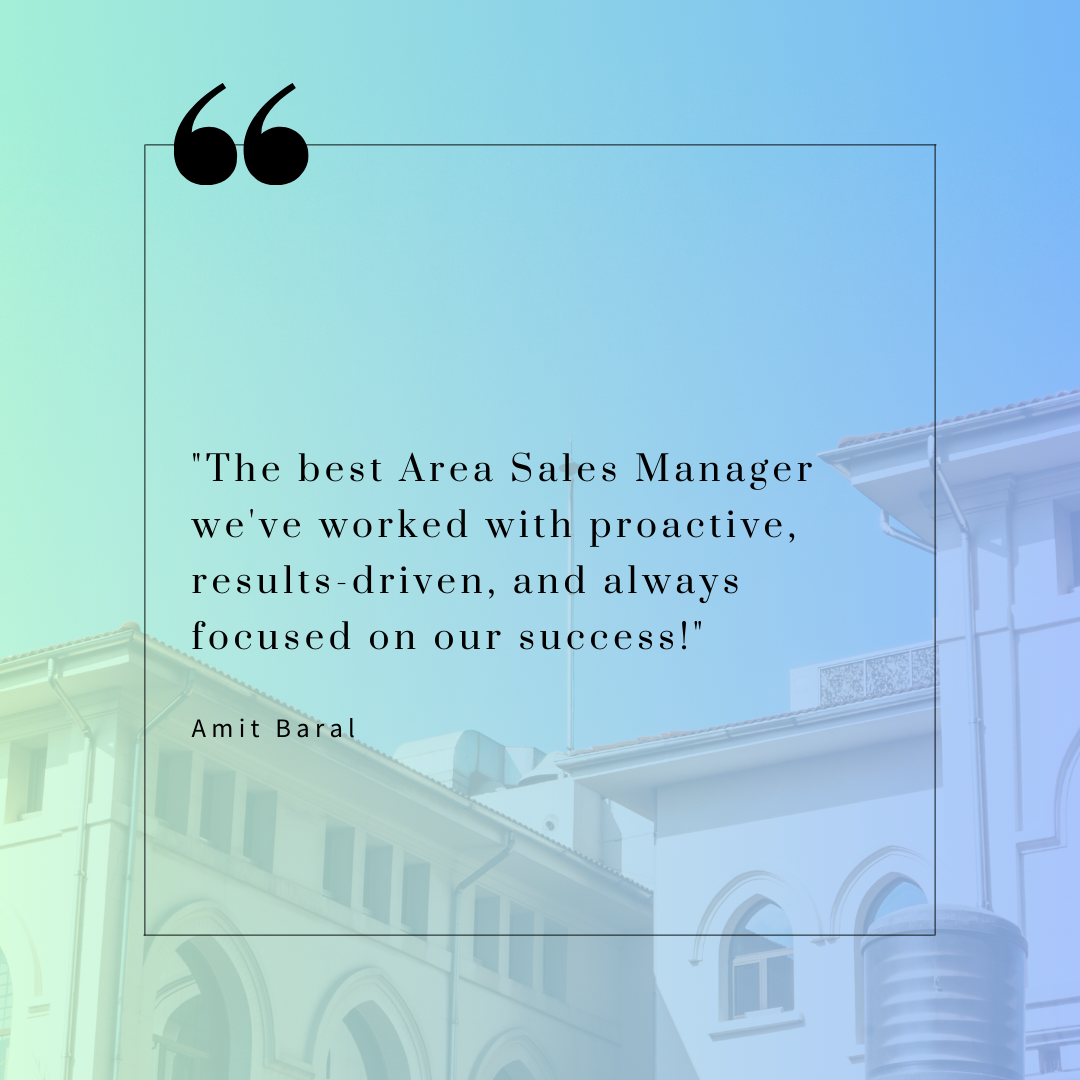 "The best Area Sales Manager
we've worked with proactive,
results-driven, and always
focused on our success!"
Amit Baral